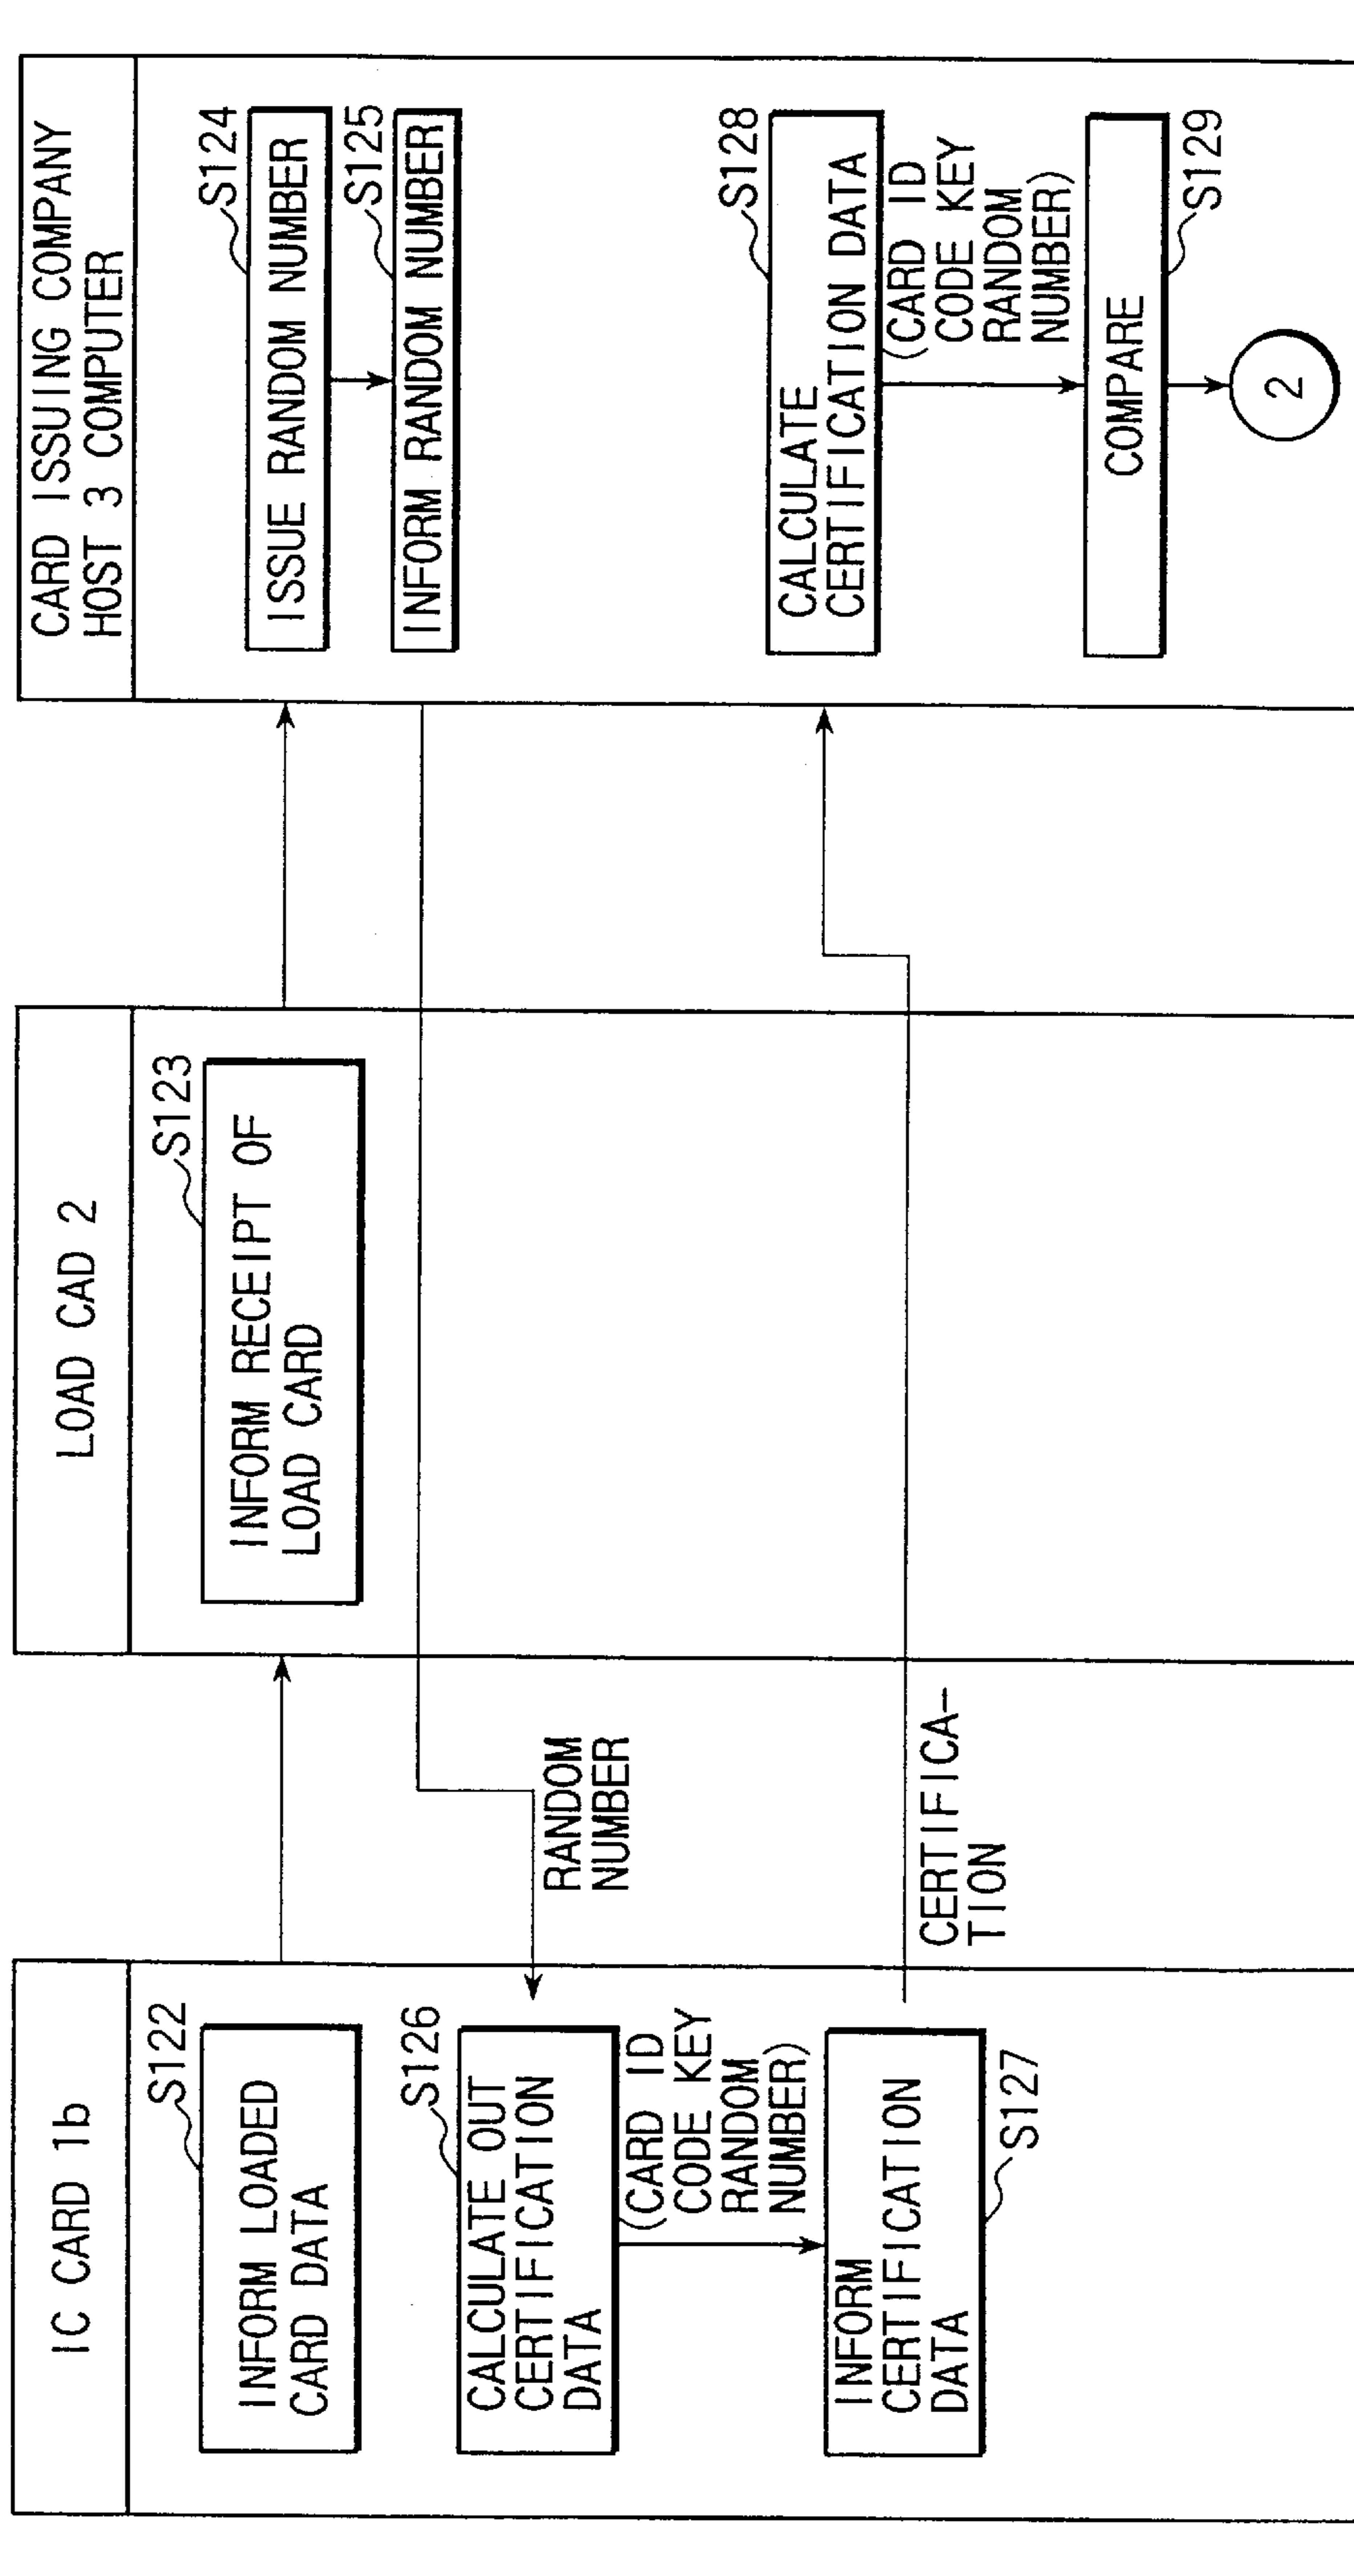 IC CARD 1b
S122
INFORM LOADED
CARD DATA
S126
CALCULATE OUT
CERTIFICATION
DATA
(CARD ID
CODE KEY
RANDOM
NUMBER)
INFORM
CERTIFICATION
DATA
S127
RANDOM
NUMBER
CERTIFICA-
TION
LOAD CAD 2
S123
INFORM RECEIPT OF
LOAD CARD
CARD ISSUING COMPANY
HOST 3 COMPUTER
S124
ISSUE RANDOM NUMBER
S125
INFORM RANDOM NUMBER
S128
CALCULATE
CERTIFICATION DATA
(CARD ID
CODE KEY
RANDOM
NUMBER)
COMPARE
S129
2